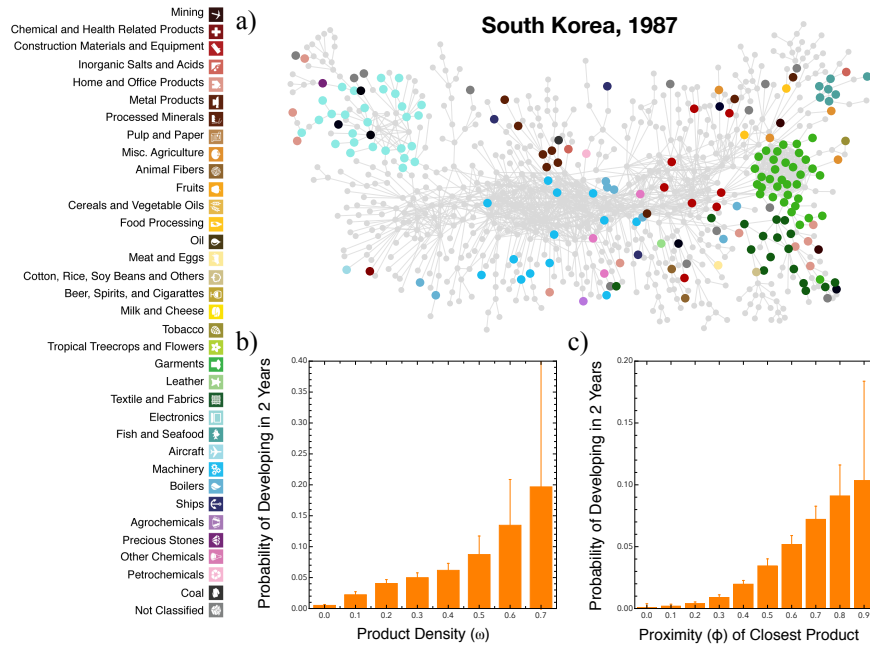 Mining
Chemical and Health Related Products
Construction Materials and Equipment
Inorganic Salts and Acids
Home and Office Products
Metal Products
Processed Minerals
Pulp and Paper
Misc. Agriculture
Animal Fibers
Fruits
Cereals and Vegetable Oils
Food Processing
Oil
Meat and Eggs
Cotton, Rice, Soy Beans and Others
Beer, Spirits, and Cigarattes
Milk and Cheese
Tobacco
Tropical Treecrops and Flowers
Garments
Leather
Textile and Fabrics
Electronics
Fish and Seafood
Aircraft
Machinery
Boilers
Ships
Agrochemicals
Precious Stones
Other Chemicals
Petrochemicals
Coal
Not Classified
a)
South Korea, 1987
b)
Probability of Developing in 2 Years
0.40
0.35
0.30
0.25
0.20
0.15
0.10
0.05
0.00
0.0 0.1 0.2 0.3 0.4 0.5 0.6 0.7
Product Density (ω)
c)
Probability of Developing in 2 Years
0.20
0.15
0.10
0.05
0.00
0.0 0.1 0.2 0.3 0.4 0.5 0.6 0.7 0.8 0.9
Proximity (φ) of Closest Product